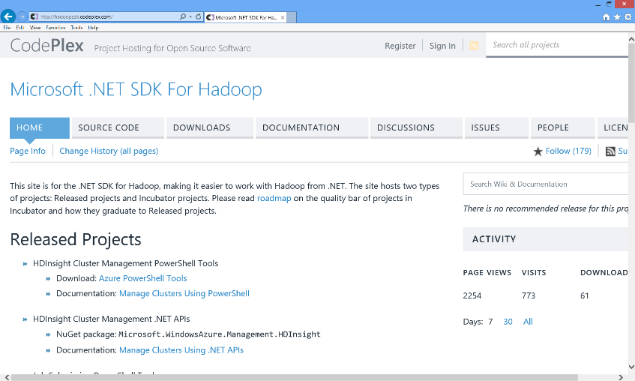 http://hadoopsdk.codeplex.com/
Microsoft .NET SDK For Ha...
File Edit View Favorites Tools Help
CodePlex Project Hosting for Open Source Software
Register Sign In Search all projects
Microsoft .NET SDK For Hadoop
HOME SOURCE CODE DOWNLOADS DOCUMENTATION DISCUSSIONS ISSUES PEOPLE LICEN
Page Info Change History (all pages) Follow (179) Su
This site is for the .NET SDK for Hadoop, making it easier to work with Hadoop from .NET. The site hosts two
types of projects: Released projects and Incubator projects. Please read roadmap on the quality bar of projects in
Incubator and how they graduate to Released projects.
Search Wiki & Documentation
There is no recommended release for this proj
Released Projects
ACTIVITY
» HDInsight Cluster Management PowerShell Tools
» Download: Azure PowerShell Tools
» Documentation: Manage Clusters Using PowerShell
PAGE VIEWS VISITS DOWNLOAD
2254 773 61
Days: 7 30 All
» HDInsight Cluster Management .NET APIs
» NuGet package: Microsoft.WindowsAzure.Management.HDInsight
» Documentation: Manage Clusters Using .NET APIs